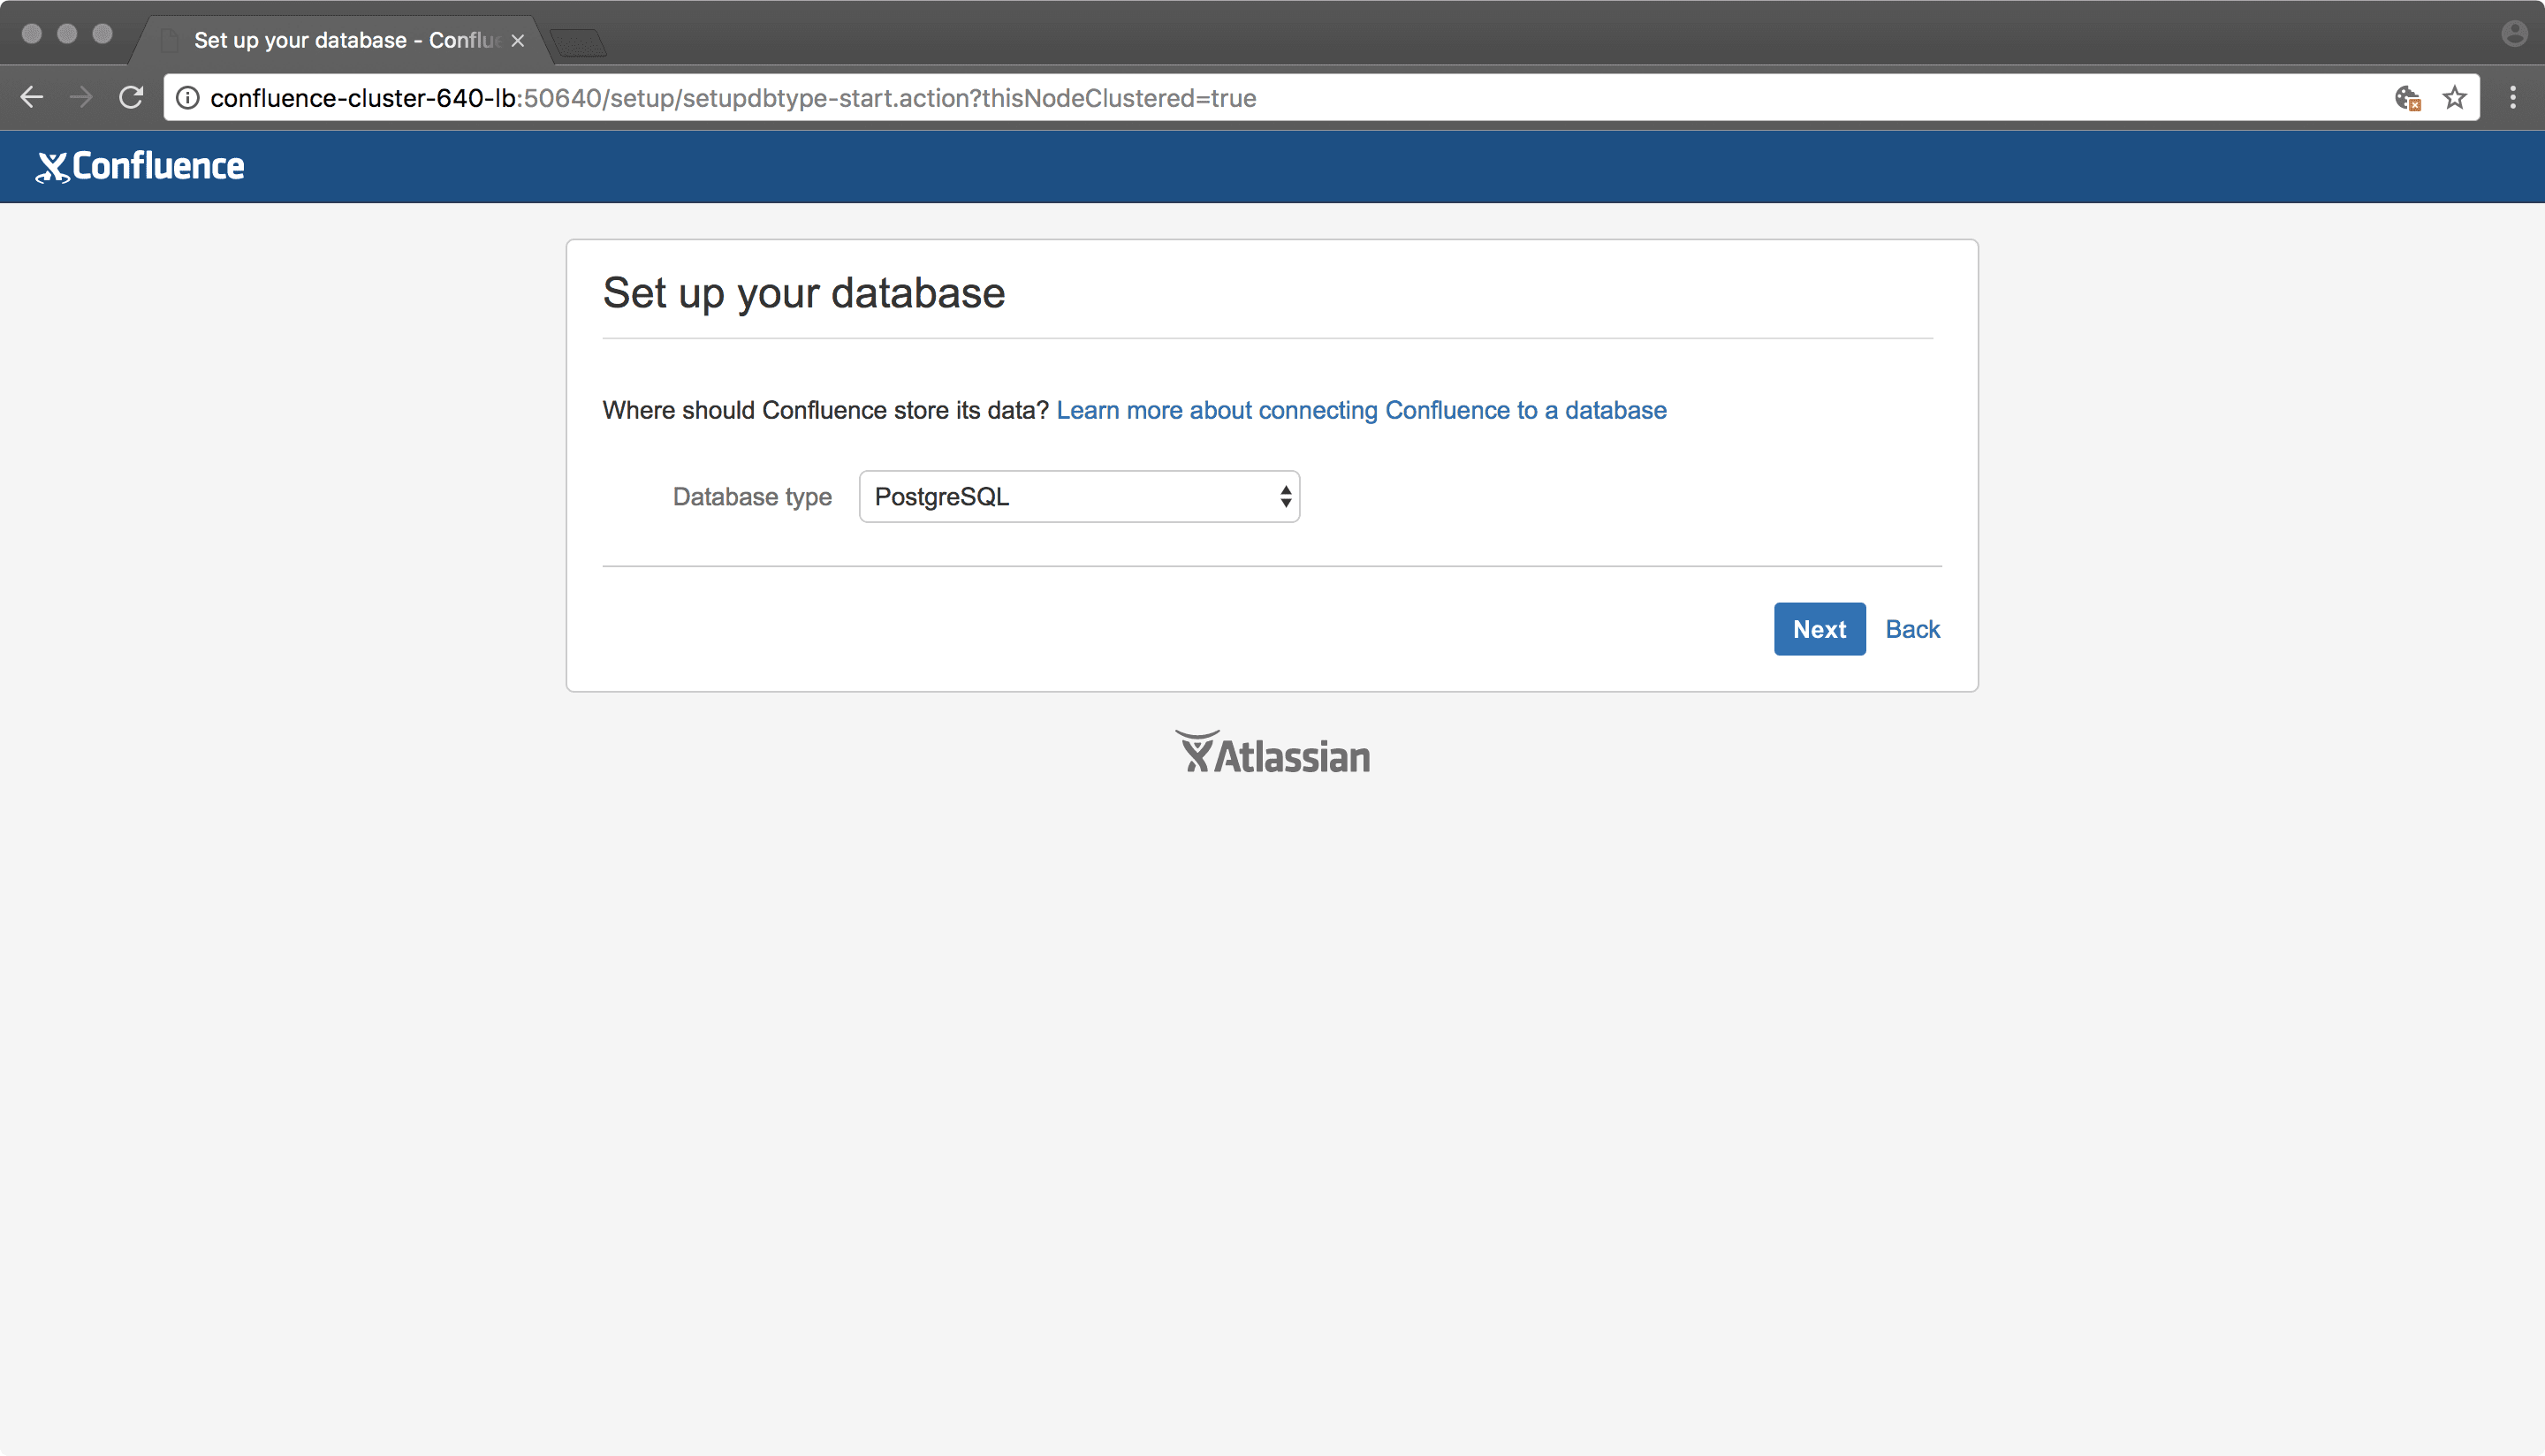 Set up your database - Conflue
confluence-cluster-640-lb:50640/setup/setupdbtype-start.action?thisNodeClustered=true
Confluence
Set up your database
Where should Confluence store its data? Learn more about connecting Confluence to a database
Database type PostgreSQL
Next Back
Atlassian